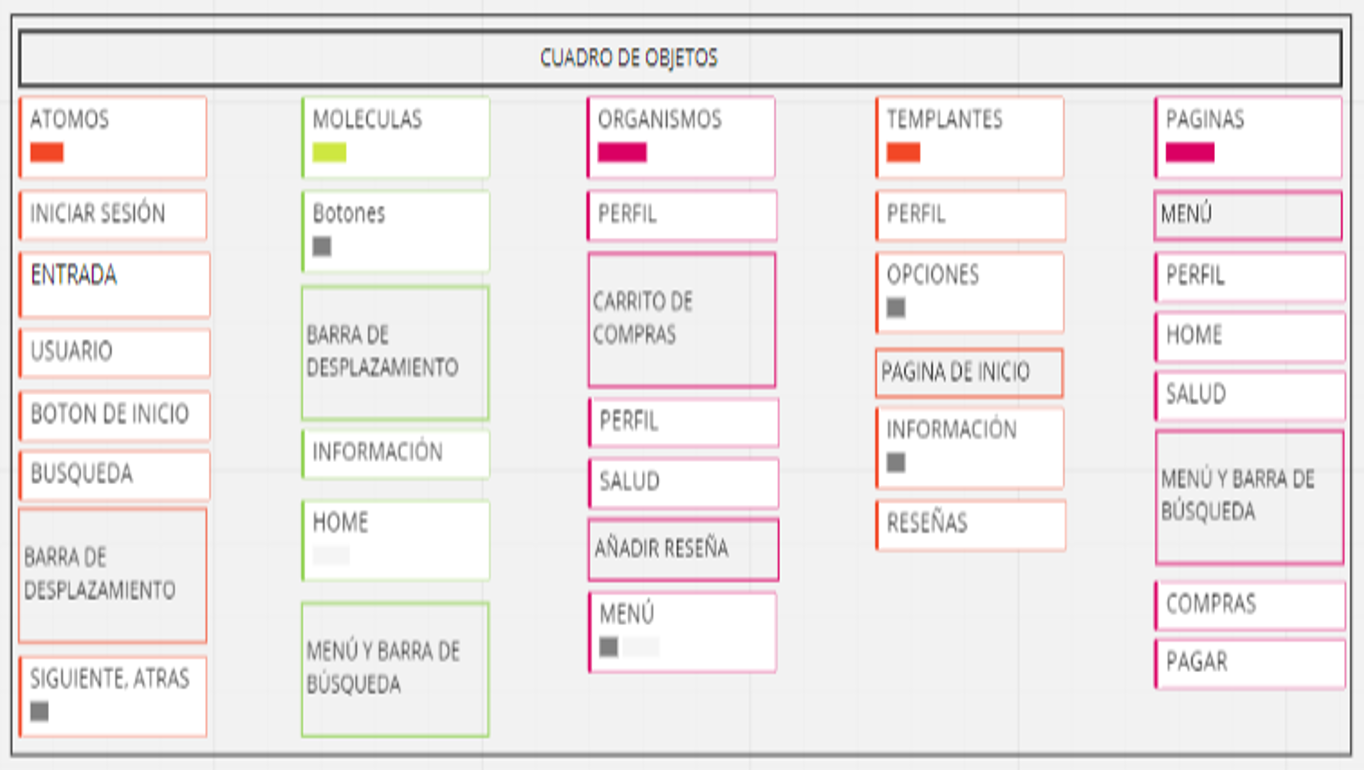 CUADRO DE OBJETOS
ATOMOS
INICIAR SESIÓN
ENTRADA
USUARIO
BOTON DE INICIO
BUSQUEDA
BARRA DE
DESPLAZAMIENTO
SIGUIENTE, ATRAS
MOLECULAS
Botones
BARRA DE
DESPLAZAMIENTO
INFORMACIÓN
HOME
MENÚ Y BARRA DE
BÚSQUEDA
ORGANISMOS
PERFIL
CARRITO DE
COMPRAS
PERFIL
SALUD
AÑADIR RESEÑA
MENÚ
TEMPLANTES
PERFIL
OPCIONES
PAGINA DE INICIO
INFORMACIÓN
RESEÑAS
PAGINAS
MENÚ
PERFIL
HOME
SALUD
MENÚ Y BARRA DE
BÚSQUEDA
COMPRAS
PAGAR